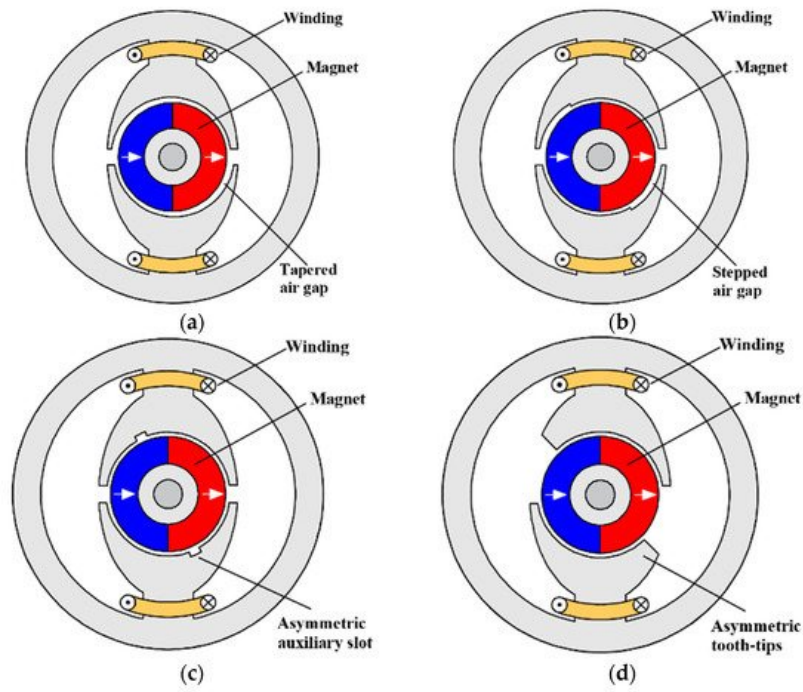 Winding
Magnet
Tapered
air gap
(a)
Winding
Magnet
Stepped
air gap
(b)
Winding
Magnet
Asymmetric
auxiliary slot
(c)
Winding
Magnet
Asymmetric
tooth-tips
(d)